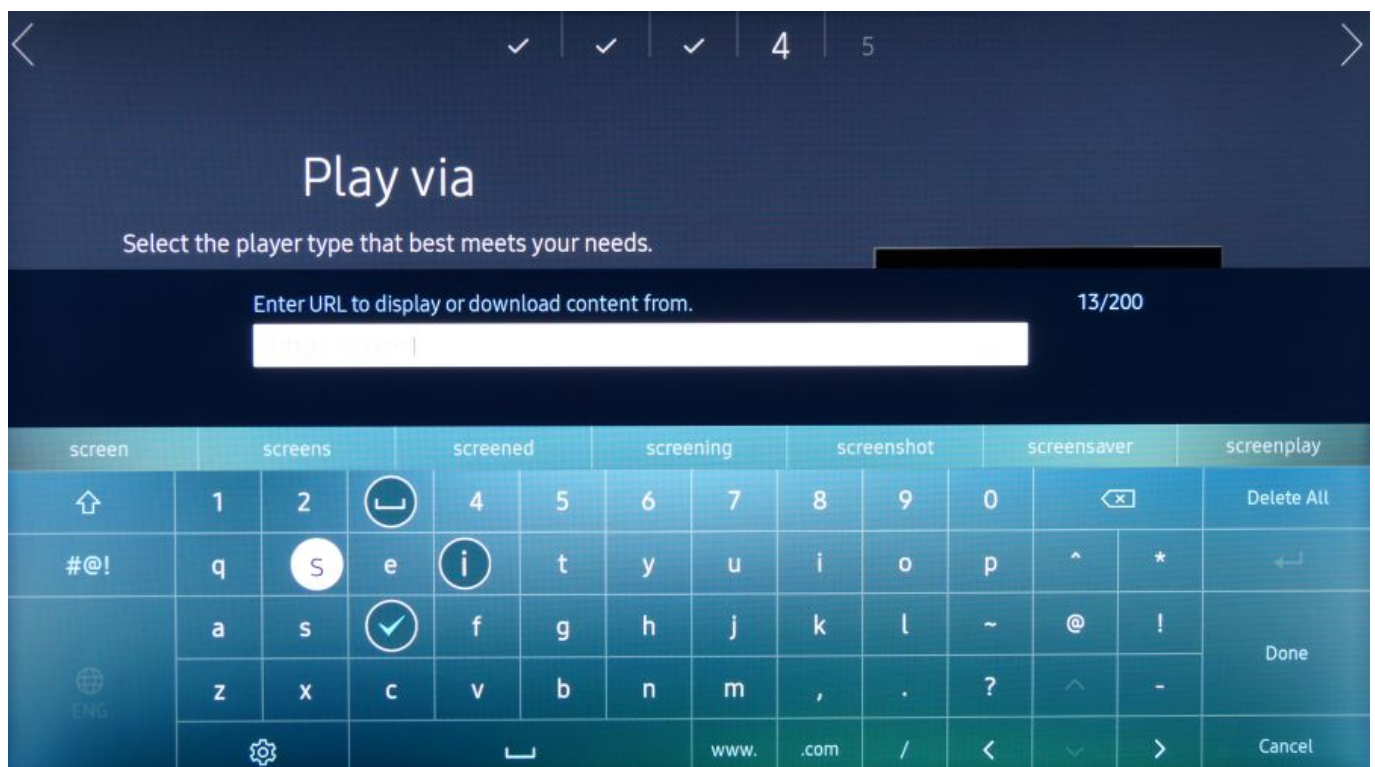 4 5
Play via
Select the player type that best meets your needs.
Enter URL to display or download content from. 13/200
screen screens screened screening screenshot screensaver screenplay
1 2 4 5 6 7 8 9 0 Delete All
#@! q s e i t y u i o p ^ *
a s f g h j k l ~ @ !
Done
z x c v b n m , . ? -
ENG
www. .com / < > Cancel